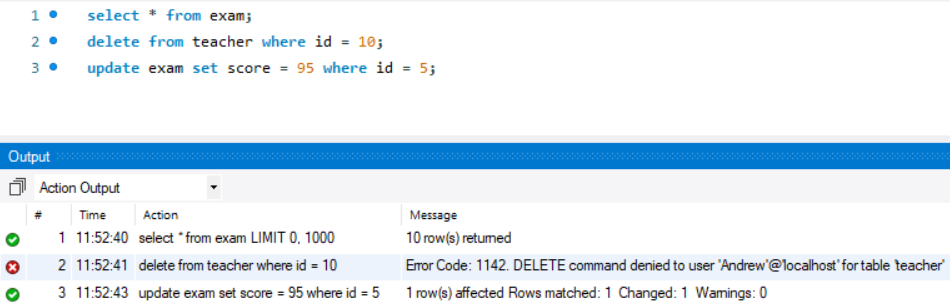 1 select * from exam;
2 delete from teacher where id = 10;
3 update exam set score = 95 where id = 5;
Output
Action Output
# Time Action Message
1 11:52:40 select * from exam LIMIT 0, 1000 10 row(s) returned
2 11:52:41 delete from teacher where id = 10 Error Code: 1142. DELETE command denied to user 'Andrew'@'localhost' for table 'teacher'
3 11:52:43 update exam set score = 95 where id = 5 1 row(s) affected Rows matched: 1 Changed: 1 Warnings: 0